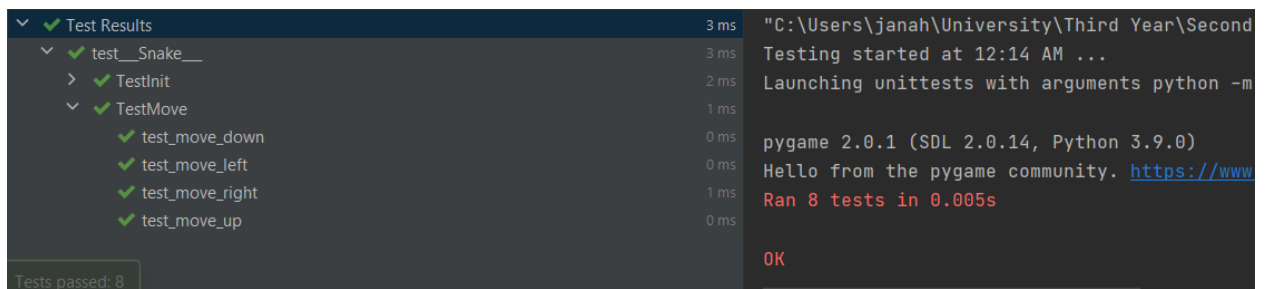 Test Results 3 ms
test__Snake__ 3 ms
TestInit 2 ms
TestMove 1 ms
test_move_down 0 ms
test_move_left 0 ms
test_move_right 1 ms
test_move_up 0 ms
Tests passed: 8
"C:\Users\janah\University\Third Year\Second
Testing started at 12:14 AM ...
Launching unittests with arguments python -m
pygame 2.0.1 (SDL 2.0.14, Python 3.9.0)
Hello from the pygame community. https://www.
Ran 8 tests in 0.005s
OK